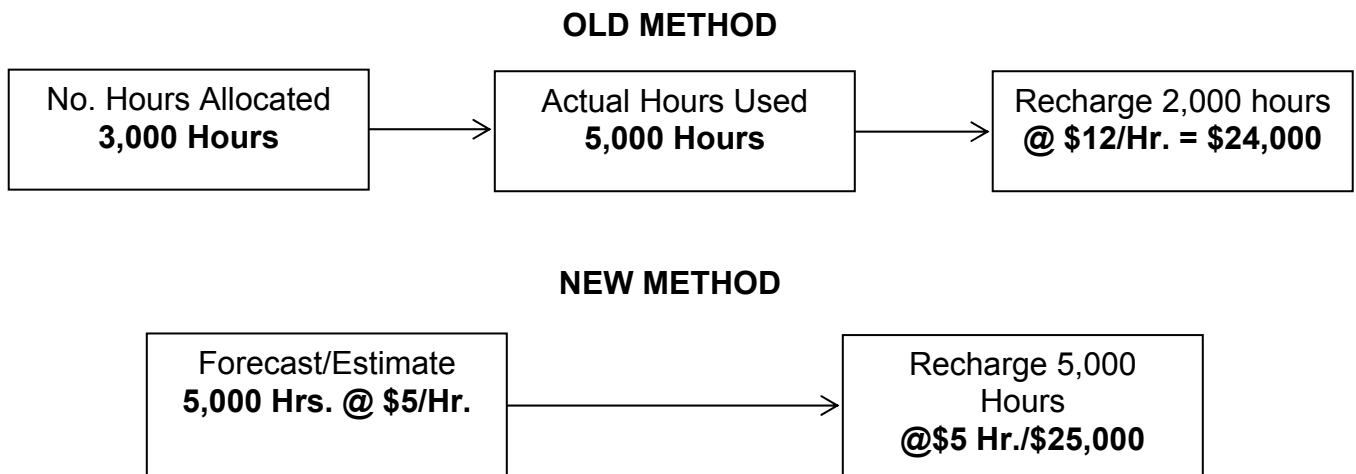 OLD METHOD
No. Hours Allocated
3,000 Hours
Actual Hours Used
5,000 Hours
Recharge 2,000 hours
@ $12/Hr. = $24,000
NEW METHOD
Forecast/Estimate
5,000 Hrs. @ $5/Hr.
Recharge 5,000
Hours
@$5 Hr./$25,000